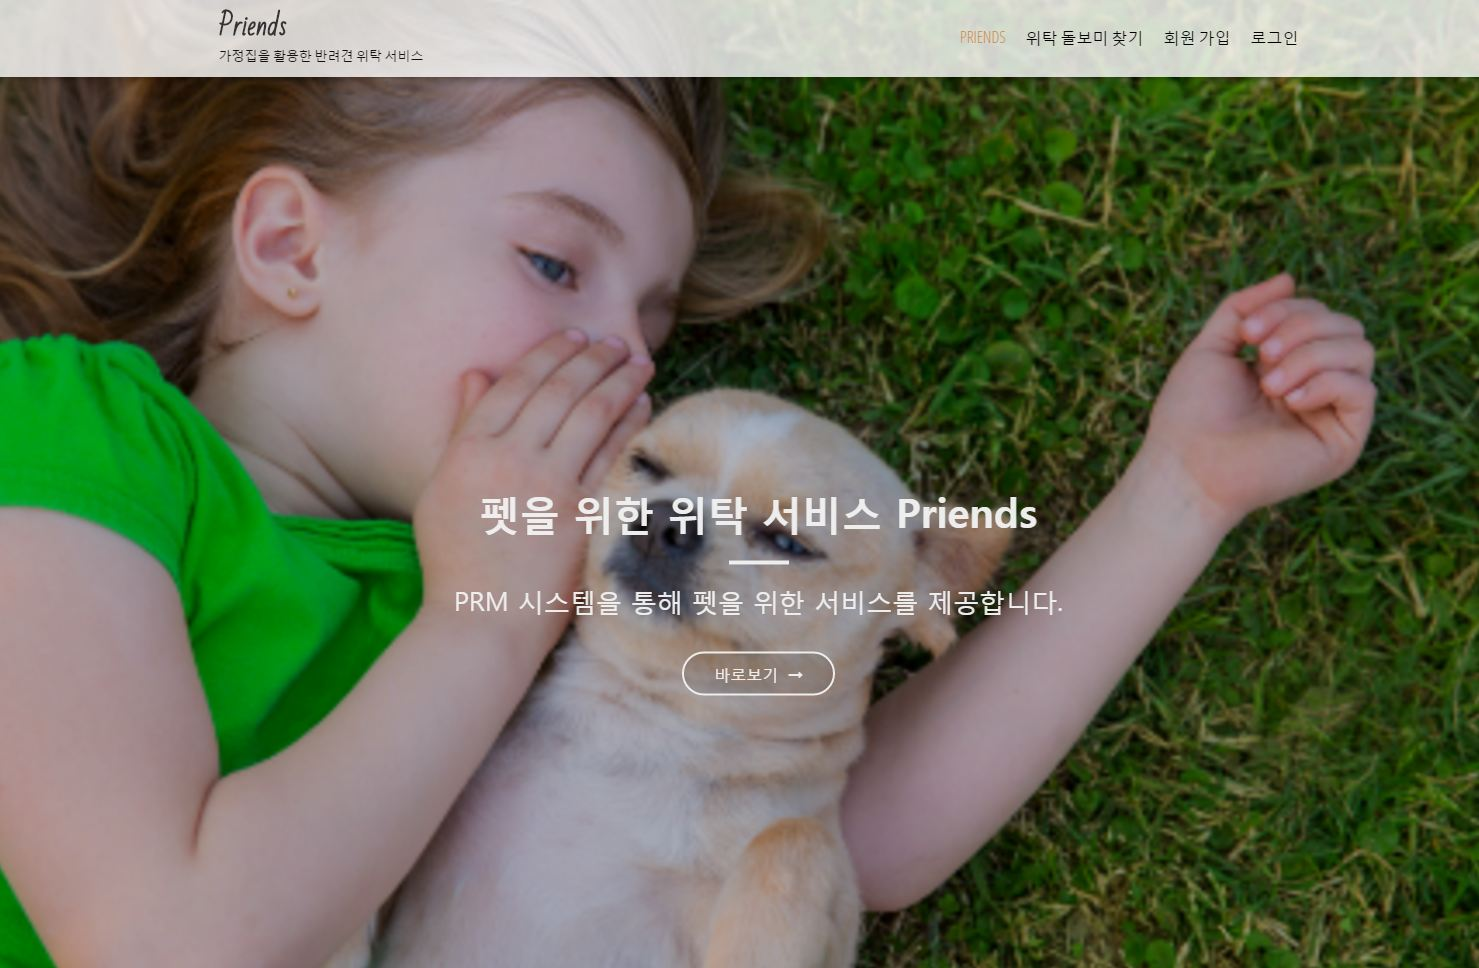 Priends
가정집을 활용한 반려견 위탁 서비스
PRIENDS 위탁 돌보미 찾기 회원 가입 로그인
펫을 위한 위탁 서비스 Priends
PRM 시스템을 통해 펫을 위한 서비스를 제공합니다.
바로보기 →